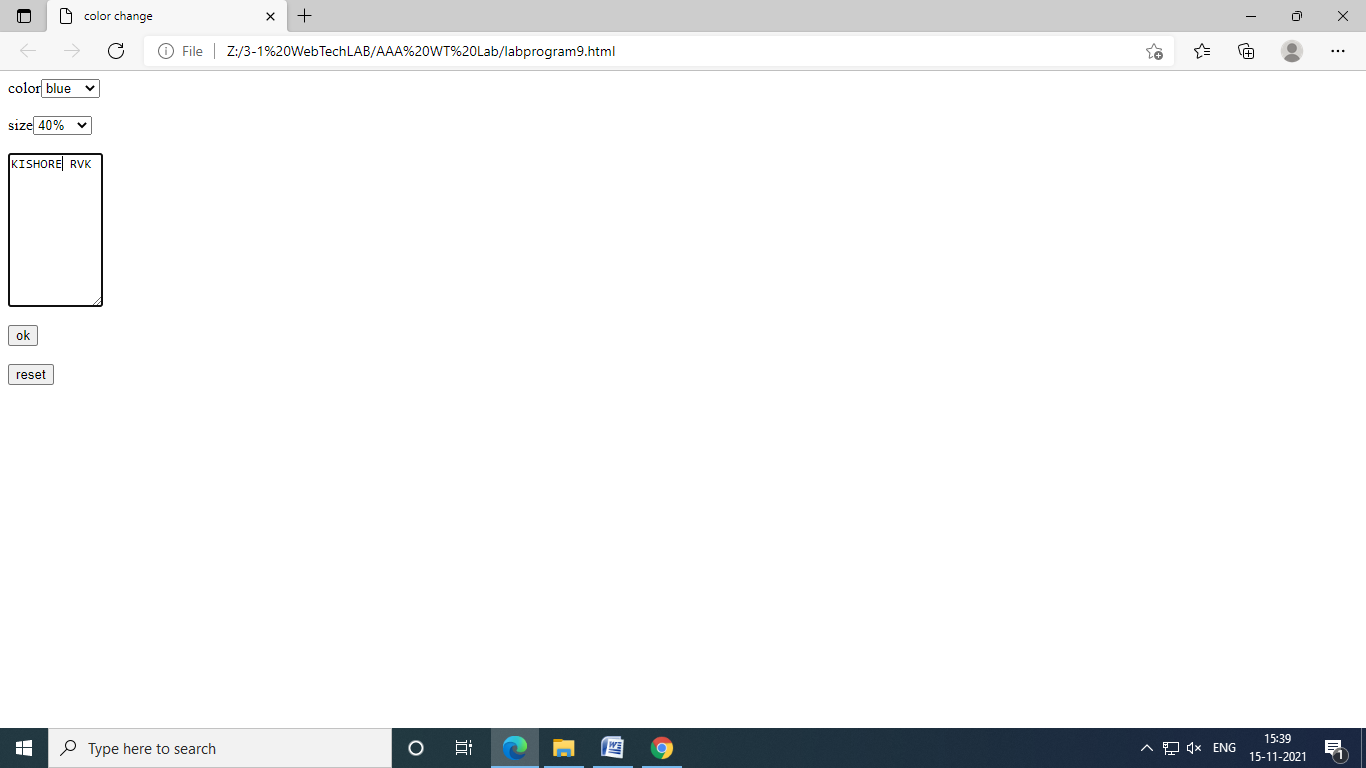 color change
File
Z:/3-1%20WebTechLAB/AAA%20WT%20Lab/labprogram9.html
color blue
size 40%
KISHORE RVK
ok
reset
Type here to search
ENG
15:39
15-11-2021
1